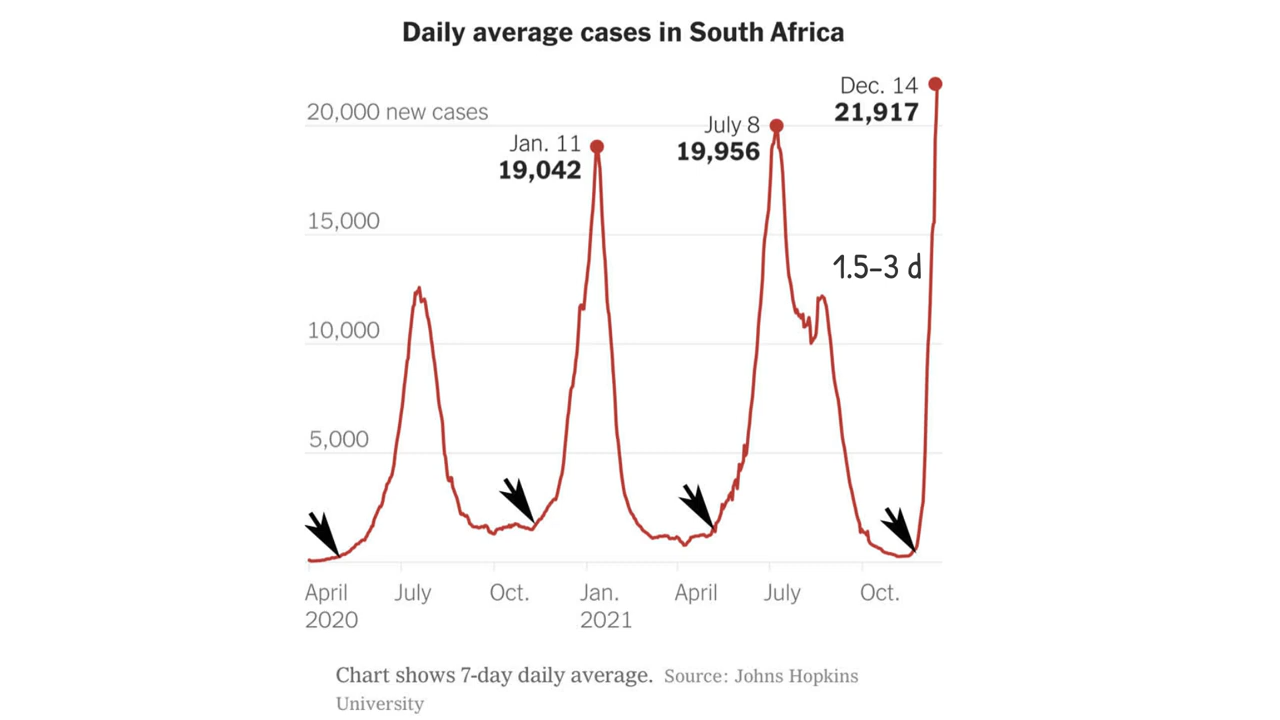 Daily average cases in South Africa
Dec. 14
21,917
20,000 new cases
July 8
19,956
Jan. 11
19,042
15,000
1.5–3 d
10,000
5,000
April July Oct. Jan. April July Oct.
2020 2021
Chart shows 7-day daily average. Source: Johns Hopkins
University